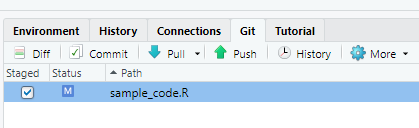 Environment History Connections Git Tutorial
Diff Commit Pull Push History More
Staged Status Path
M sample_code.R